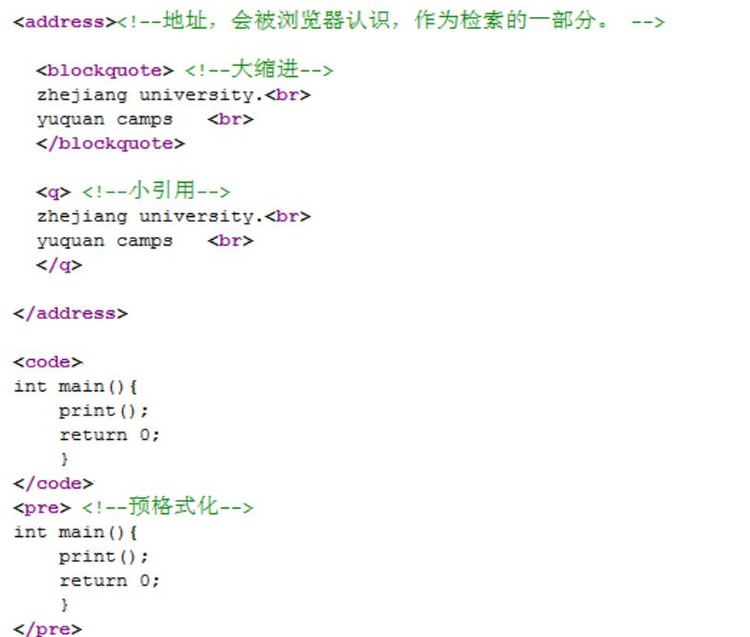 <address><!--地址，会被浏览器认识，作为检索的一部分。 -->
<blockquote> <!--大缩进-->
zhejiang university.<br>
yuquan camps   <br>
</blockquote>
<q> <!--小引用-->
zhejiang university.<br>
yuquan camps   <br>
</q>
</address>
<code>
int main(){
    print();
    return 0;
    }
</code>
<pre> <!--预格式化-->
int main(){
    print();
    return 0;
    }
</pre>